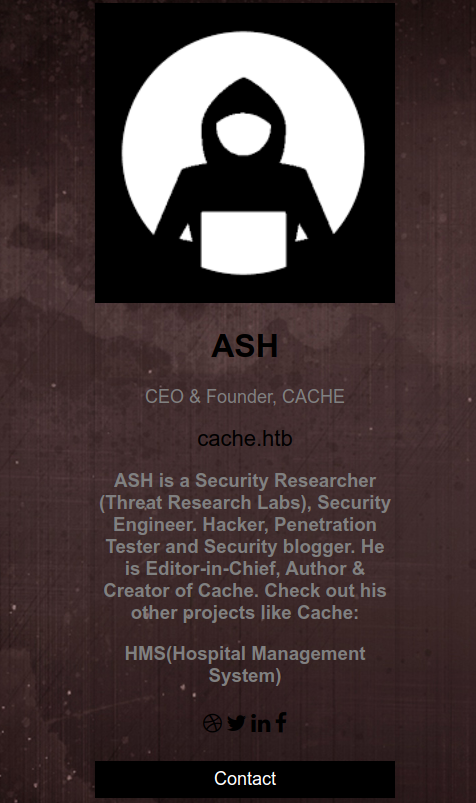 ASH
CEO & Founder, CACHE
cache.htb
ASH is a Security Researcher
(Threat Research Labs), Security
Engineer. Hacker, Penetration
Tester and Security blogger. He
is Editor-in-Chief, Author &
Creator of Cache. Check out his
other projects like Cache:
HMS(Hospital Management
System)
Contact